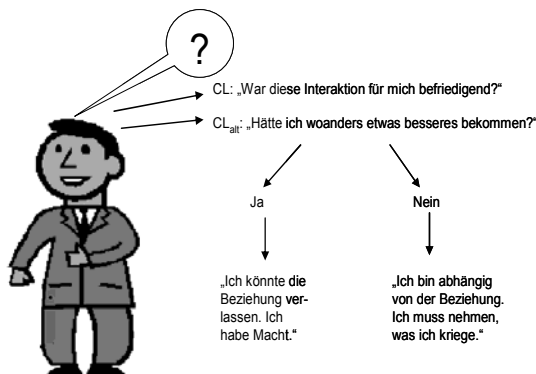 ?
CL: „War diese Interaktion für mich befriedigend?“
CLalt: „Hätte ich woanders etwas besseres bekommen?“
Ja
Nein
„Ich könnte die
Beziehung ver-
lassen. Ich
habe Macht.“
„Ich bin abhängig
von der Beziehung.
Ich muss nehmen,
was ich kriege.“